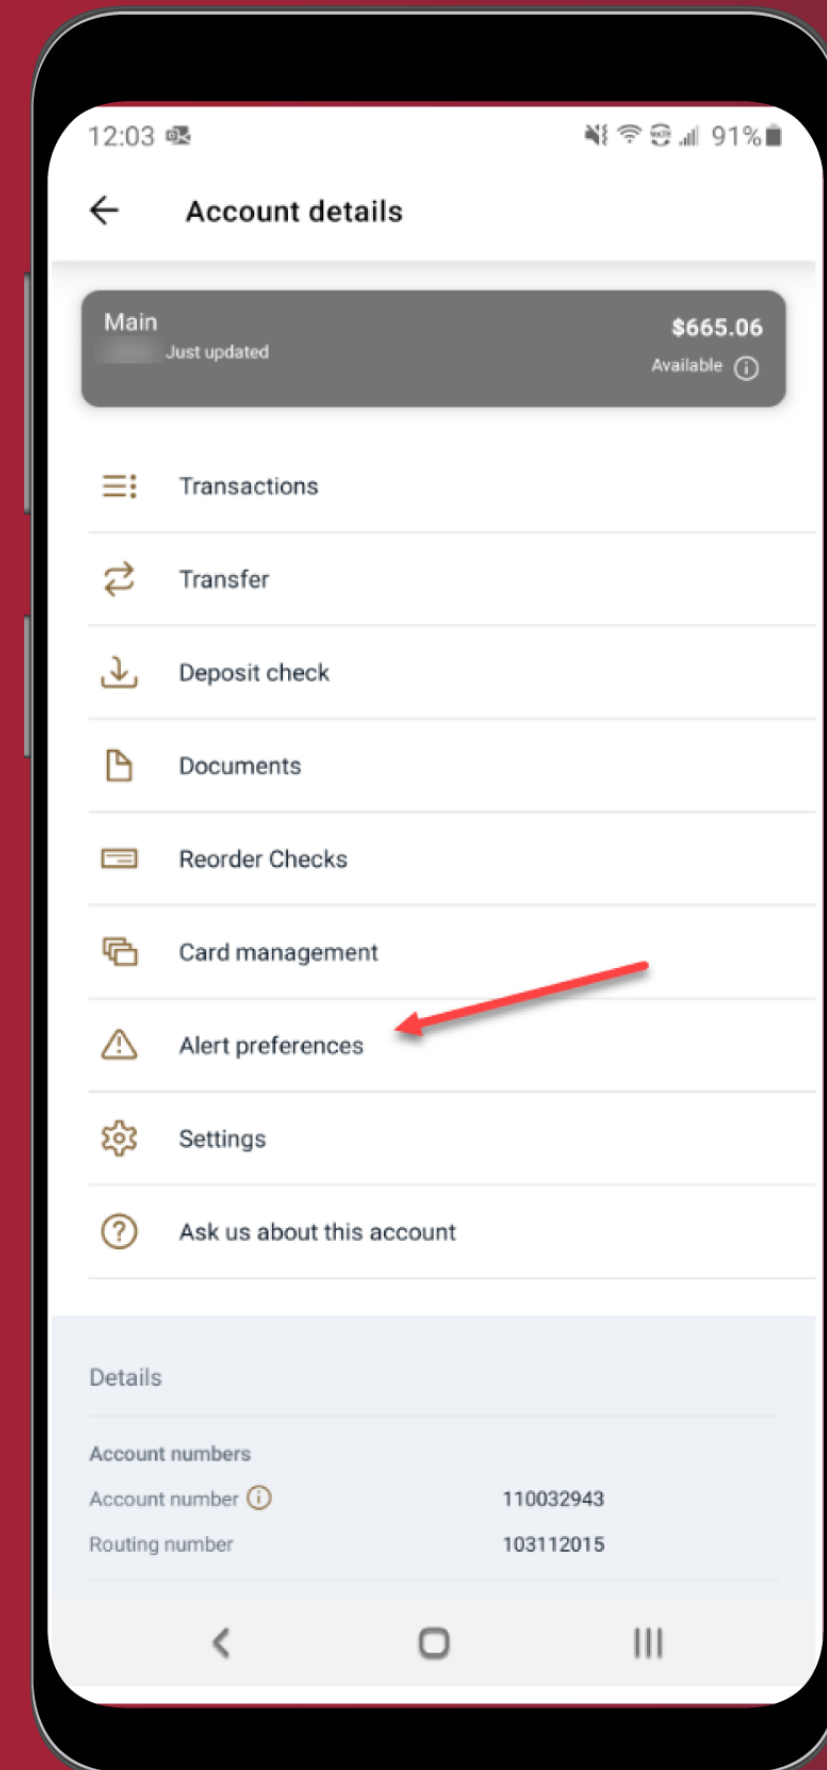 12:03 91%
Account details
Main $665.06
Just updated Available
Transactions
Transfer
Deposit check
Documents
Reorder Checks
Card management
Alert preferences
Settings
Ask us about this account
Details
Account numbers
Account number 110032943
Routing number 103112015